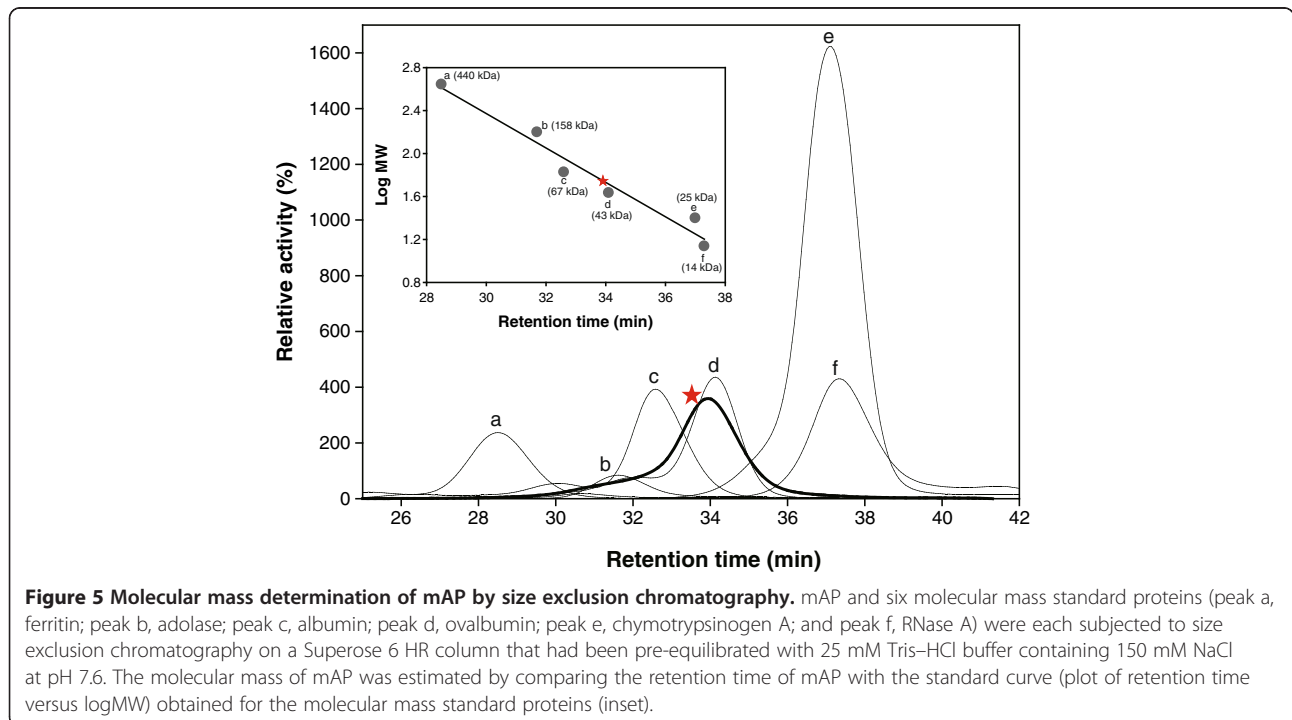 1600
1400
1200
1000
800
600
400
200
0
Relative activity (%)
26 28 30 32 34 36 38 40 42
Retention time (min)
a
b
c
d
e
f
2.8
2.4
2.0
1.6
1.2
0.8
Log MW
28 30 32 34 36 38
Retention time (min)
a (440 kDa)
b (158 kDa)
c
(67 kDa)
d
(43 kDa)
(25 kDa)
e
f
(14 kDa)
Figure 5 Molecular mass determination of mAP by size exclusion chromatography. mAP and six molecular mass standard proteins (peak a,
ferritin; peak b, adolase; peak c, albumin; peak d, ovalbumin; peak e, chymotrypsinogen A; and peak f, RNase A) were each subjected to size
exclusion chromatography on a Superose 6 HR column that had been pre-equilibrated with 25 mM Tris–HCl buffer containing 150 mM NaCl
at pH 7.6. The molecular mass of mAP was estimated by comparing the retention time of mAP with the standard curve (plot of retention time
versus logMW) obtained for the molecular mass standard proteins (inset).